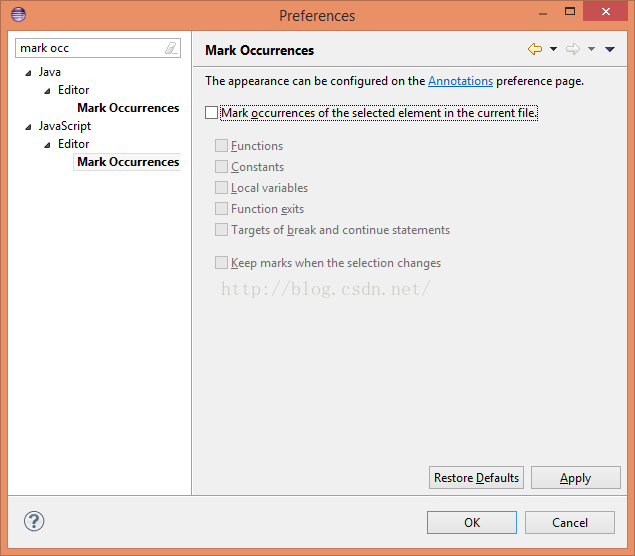 Preferences
mark occ
Java
Editor
Mark Occurrences
JavaScript
Editor
Mark Occurrences
Mark Occurrences
The appearance can be configured on the Annotations preference page.
Mark occurrences of the selected element in the current file.
Functions
Constants
Local variables
Function exits
Targets of break and continue statements
Keep marks when the selection changes
http://blog.csdn.net/
Restore Defaults
Apply
?
OK
Cancel